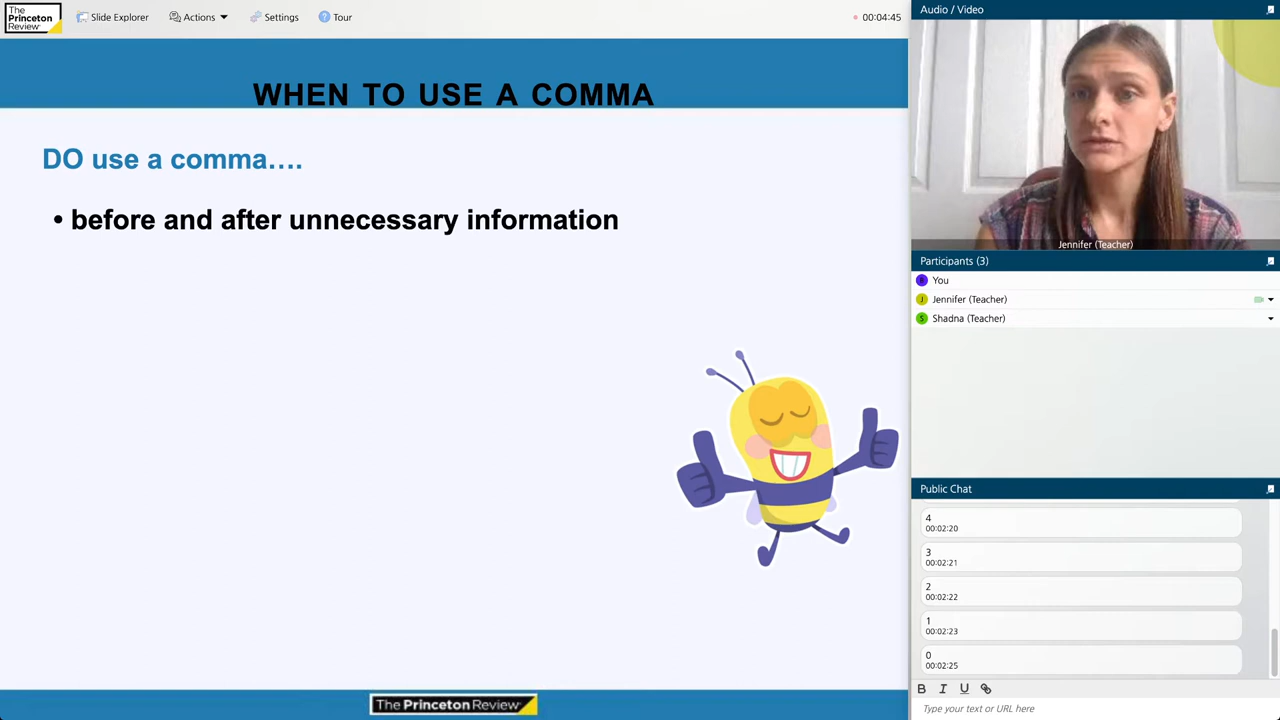 The
Princeton
Review
Slide Explorer
Actions
Settings
? Tour
00:04:45
WHEN TO USE A COMMA
DO use a comma....
• before and after unnecessary information
The Princeton Review
Audio / Video
Jennifer (Teacher)
Participants (3)
B You
J Jennifer (Teacher)
S Shadna (Teacher)
Public Chat
4
00:02:20
3
00:02:21
2
00:02:22
1
00:02:23
0
00:02:25
B I U
Type your text or URL here